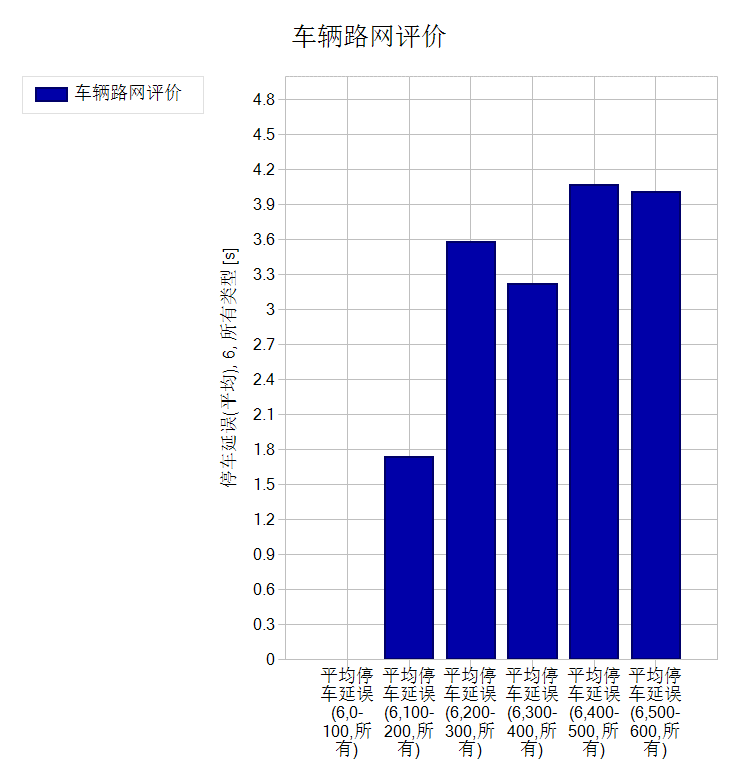 车辆路网评价
车辆路网评价
停车延误(平均), 6, 所有类型 [s]
4.8
4.5
4.2
3.9
3.6
3.3
3
2.7
2.4
2.1
1.8
1.5
1.2
0.9
0.6
0.3
0
平均停
车延误
(6,0-
100,所
有)
平均停
车延误
(6,100-
200,所
有)
平均停
车延误
(6,200-
300,所
有)
平均停
车延误
(6,300-
400,所
有)
平均停
车延误
(6,400-
500,所
有)
平均停
车延误
(6,500-
600,所
有)